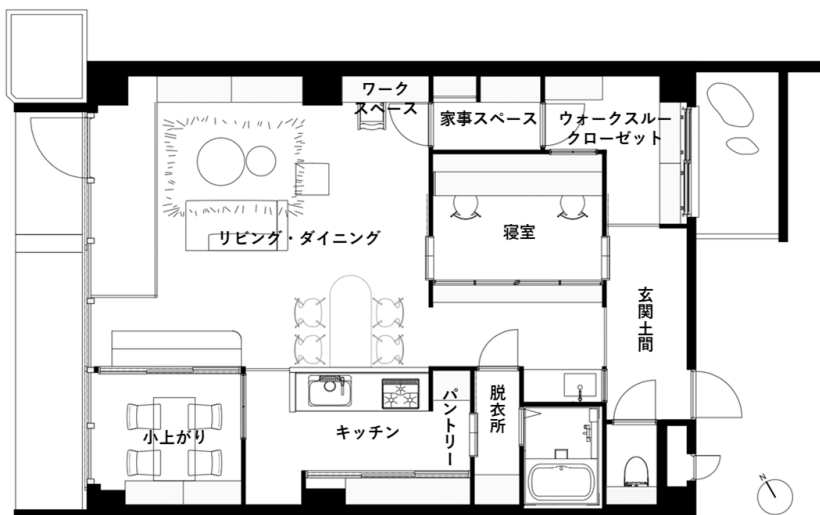 ワーク
スペース
家事スペース
ウォークスルー
クローゼット
リビング・ダイニング
寝室
玄関土間
小上がり
キッチン
パントリー
脱衣所
N